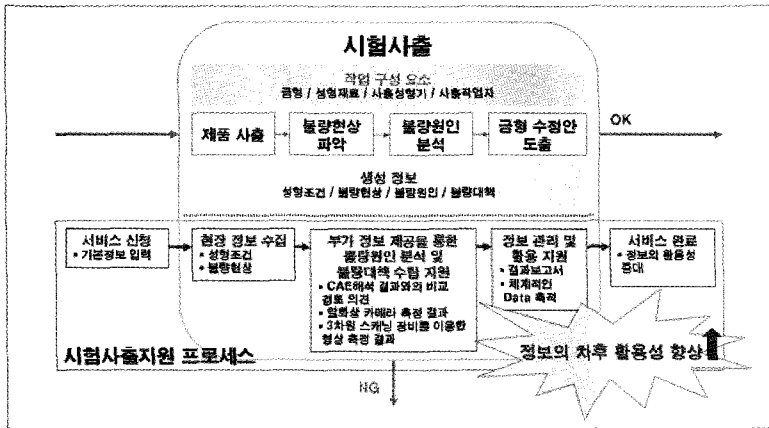 시험사출
작업 구성 요소
금형 / 성형재료 / 사출성형기 / 사출작업자
제품 사출
불량현상
파악
불량원인
분석
금형 수정안
도출
OK
생성 정보
성형조건 / 불량현상 / 불량원인 / 불량대책
서비스 신청
• 기본정보 입력
현장 정보 수집
• 성형조건
• 불량현상
부가 정보 제공을 통한
불량원인 분석 및
불량대책 수립 지원
• CAE해석 결과와의 비교
검토 의견
• 열화상 카메라 측정 결과
• 3차원 스캐닝 장비를 이용한
형상 측정 결과
정보 관리 및
활용 지원
• 결과보고서
• 체계적인
Data 축적
서비스 완료
• 정보의 활용성
증대
시험사출지원 프로세스
정보의 차후 활용성 향상
NG